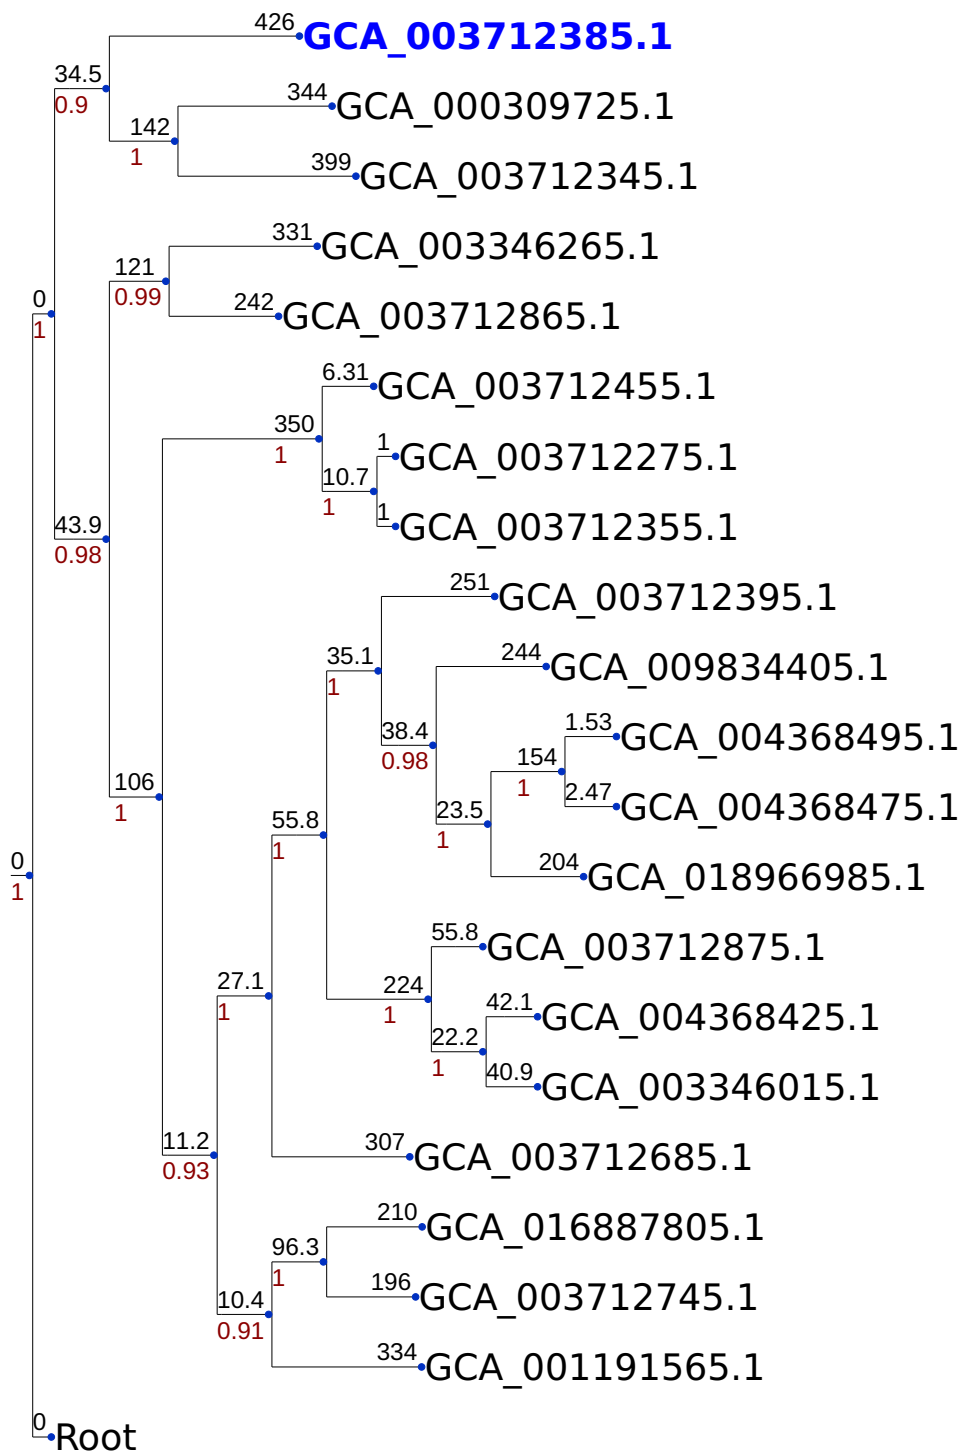 426
GCA_003712385.1
34.5
0.9
344
GCA_000309725.1
142
1
399
GCA_003712345.1
331
GCA_003346265.1
121
0.99
0
1
242
GCA_003712865.1
6.31
GCA_003712455.1
350
1
1
GCA_003712275.1
10.7
1
1
GCA_003712355.1
43.9
0.98
251
GCA_003712395.1
35.1
1
244
GCA_009834405.1
38.4
0.98
1.53
GCA_004368495.1
154
1
106
1
2.47
GCA_004368475.1
23.5
1
55.8
1
0
1
204
GCA_018966985.1
55.8
GCA_003712875.1
27.1
1
224
1
42.1
GCA_004368425.1
22.2
1
40.9
GCA_003346015.1
11.2
0.93
307
GCA_003712685.1
210
GCA_016887805.1
96.3
1
196
GCA_003712745.1
10.4
0.91
334
GCA_001191565.1
0
Root